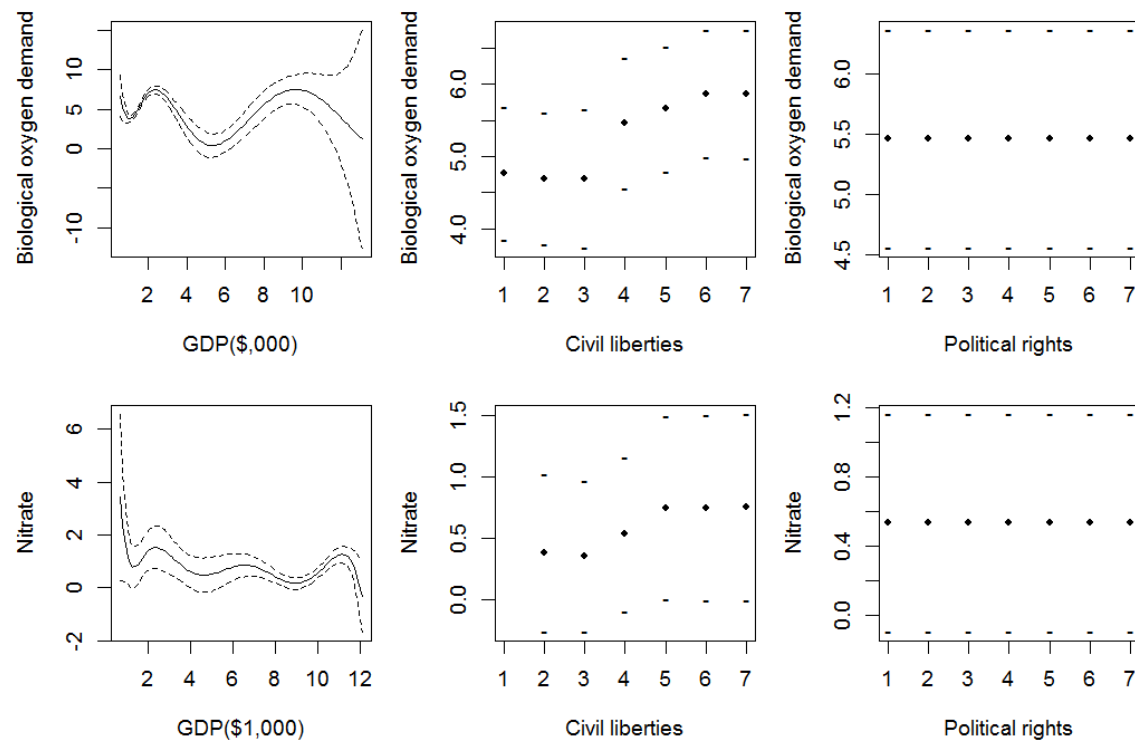 Biological oxygen demand
10
5
0
-10
2 4 6 8 10
GDP($,000)
Biological oxygen demand
6.0
5.0
4.0
1 2 3 4 5 6 7
Civil liberties
Biological oxygen demand
6.0
5.5
5.0
4.5
1 2 3 4 5 6 7
Political rights
Nitrate
6
4
2
0
-2
2 4 6 8 10 12
GDP($1,000)
Nitrate
1.5
1.0
0.5
0.0
1 2 3 4 5 6 7
Civil liberties
Nitrate
1.2
0.8
0.4
0.0
1 2 3 4 5 6 7
Political rights